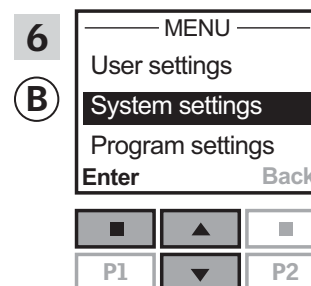 6
B
MENU
User settings
System settings
Program settings
Enter Back
P1 P2